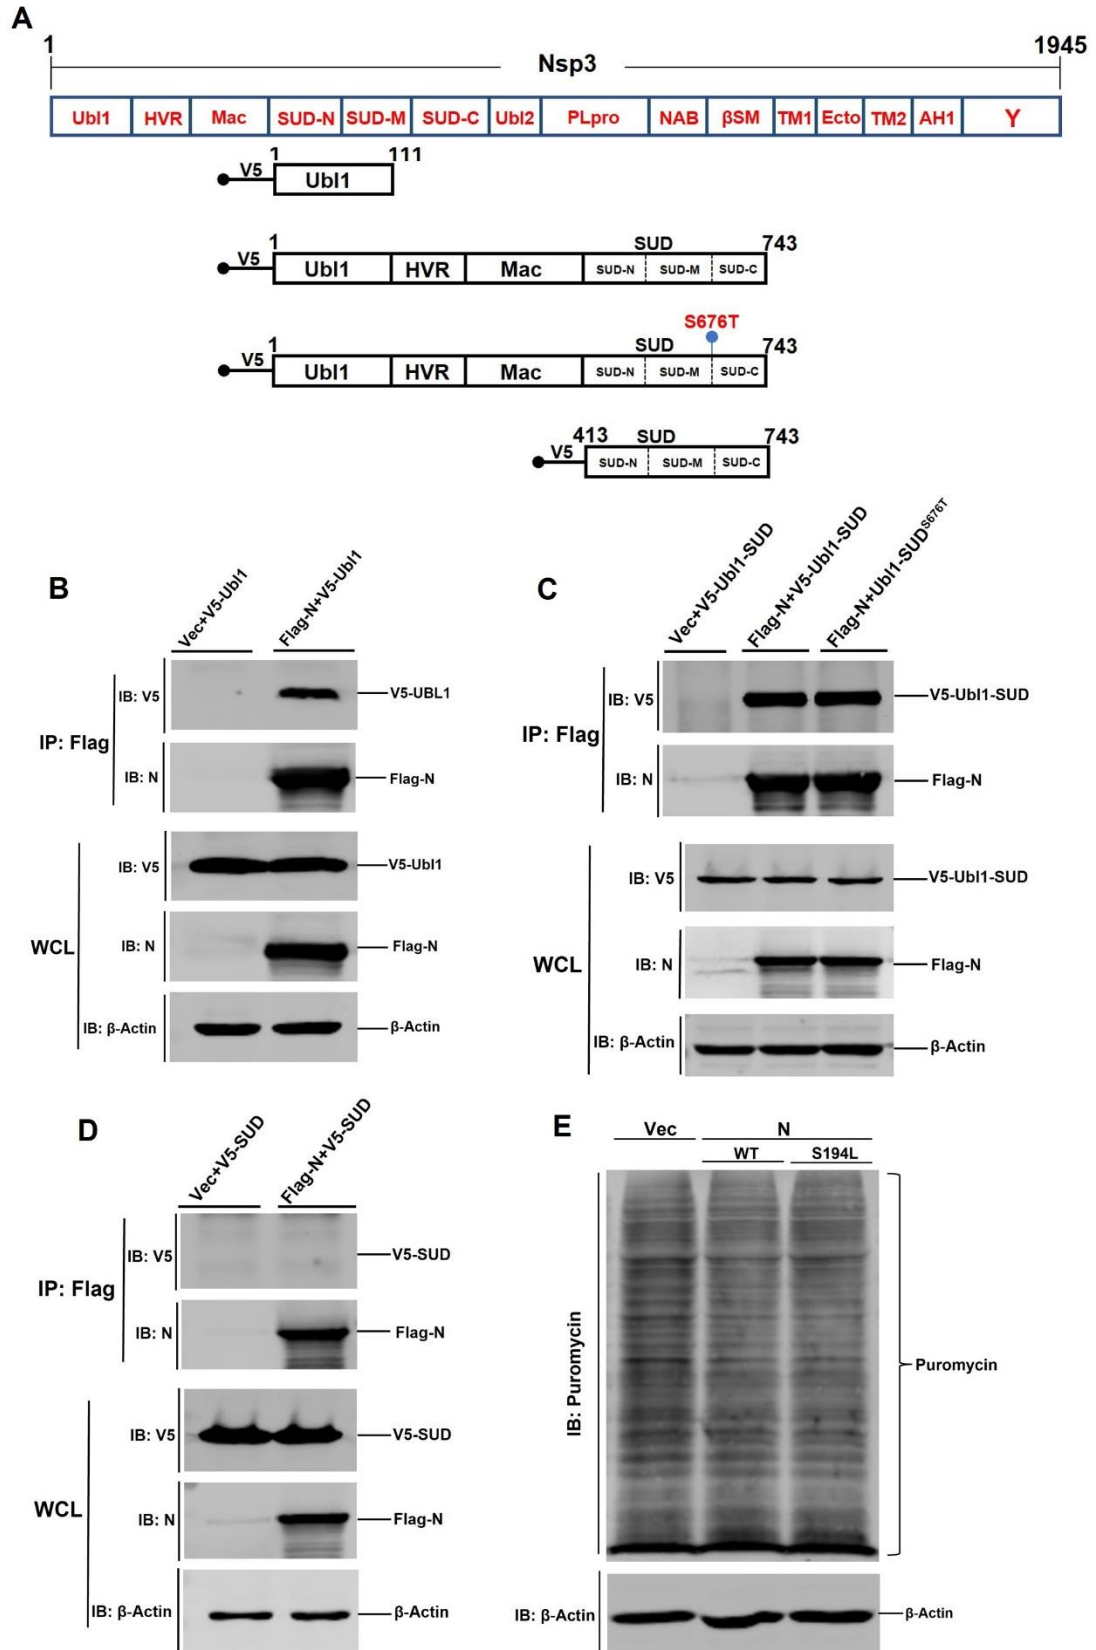 A
1 1945
Nsp3
Ubl1 HVR Mac SUD-N SUD-M SUD-C Ubl2 PLpro NAB βSM TM1 Ecto TM2 AH1 Y
1 111
V5 Ubl1
1 SUD 743
V5 Ubl1 HVR Mac SUD-N SUD-M SUD-C
S676T
1 SUD 743
V5 Ubl1 HVR Mac SUD-N SUD-M SUD-C
413 SUD 743
V5 SUD-N SUD-M SUD-C
B
Vec+V5-Ubl1
Flag-N+V5-Ubl1
IP: Flag
IB: V5 V5-UBL1
IB: N Flag-N
WCL
IB: V5 V5-Ubl1
IB: N Flag-N
IB: β-Actin β-Actin
C
Vec+V5-Ubl1-SUD
Flag-N+V5-Ubl1-SUD
Flag-N+Ubl1-SUD^S676T
IP: Flag
IB: V5 V5-Ubl1-SUD
IB: N Flag-N
WCL
IB: V5 V5-Ubl1-SUD
IB: N Flag-N
IB: β-Actin β-Actin
D
Vec+V5-SUD
Flag-N+V5-SUD
IP: Flag
IB: V5 V5-SUD
IB: N Flag-N
WCL
IB: V5 V5-SUD
IB: N Flag-N
IB: β-Actin β-Actin
E
Vec N
WT S194L
IB: Puromycin
Puromycin
IB: β-Actin β-Actin